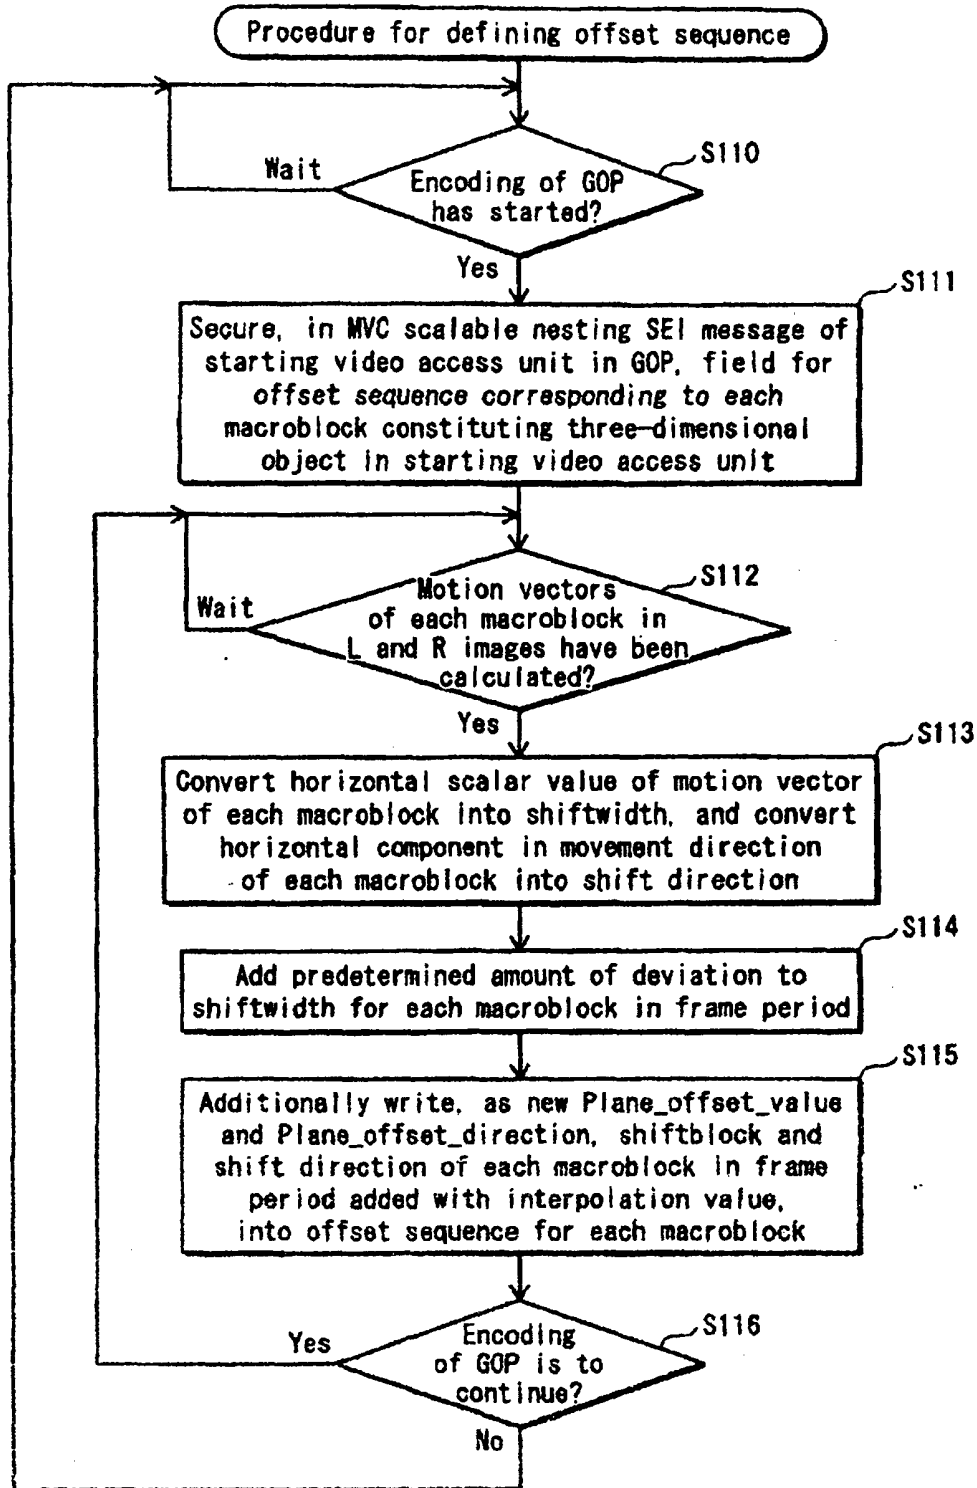 Procedure for defining offset sequence
S110
Wait
Encoding of GOP
has started?
Yes
S111
Secure, in MVC scalable nesting SEI message of
starting video access unit in GOP, field for
offset sequence corresponding to each
macroblock constituting three-dimensional
object in starting video access unit
S112
Wait
Motion vectors
of each macroblock in
L and R images have been
calculated?
Yes
S113
Convert horizontal scalar value of motion vector
of each macroblock into shiftwidth, and convert
horizontal component in movement direction
of each macroblock into shift direction
S114
Add predetermined amount of deviation to
shiftwidth for each macroblock in frame period
S115
Additionally write, as new Plane_offset_value
and Plane_offset_direction, shiftblock and
shift direction of each macroblock in frame
period added with interpolation value,
into offset sequence for each macroblock
S116
Yes
Encoding
of GOP is to
continue?
No